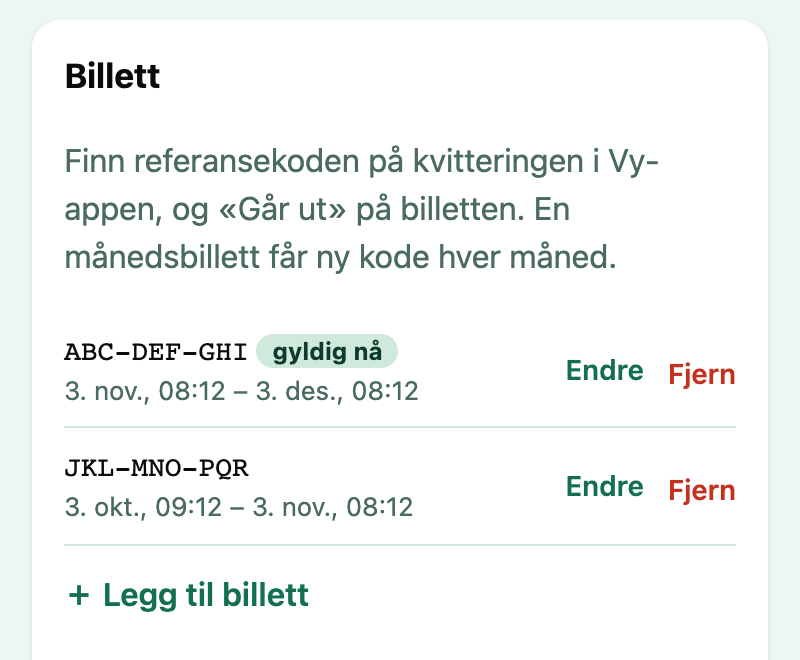 Billett
Finn referansekoden på kvitteringen i Vy-
appen, og «Går ut» på billetten. En
månedsbillett får ny kode hver måned.
ABC–DEF–GHI gyldig nå
3. nov., 08:12 – 3. des., 08:12
Endre Fjern
JKL–MNO–PQR
3. okt., 09:12 – 3. nov., 08:12
Endre Fjern
+ Legg til billett